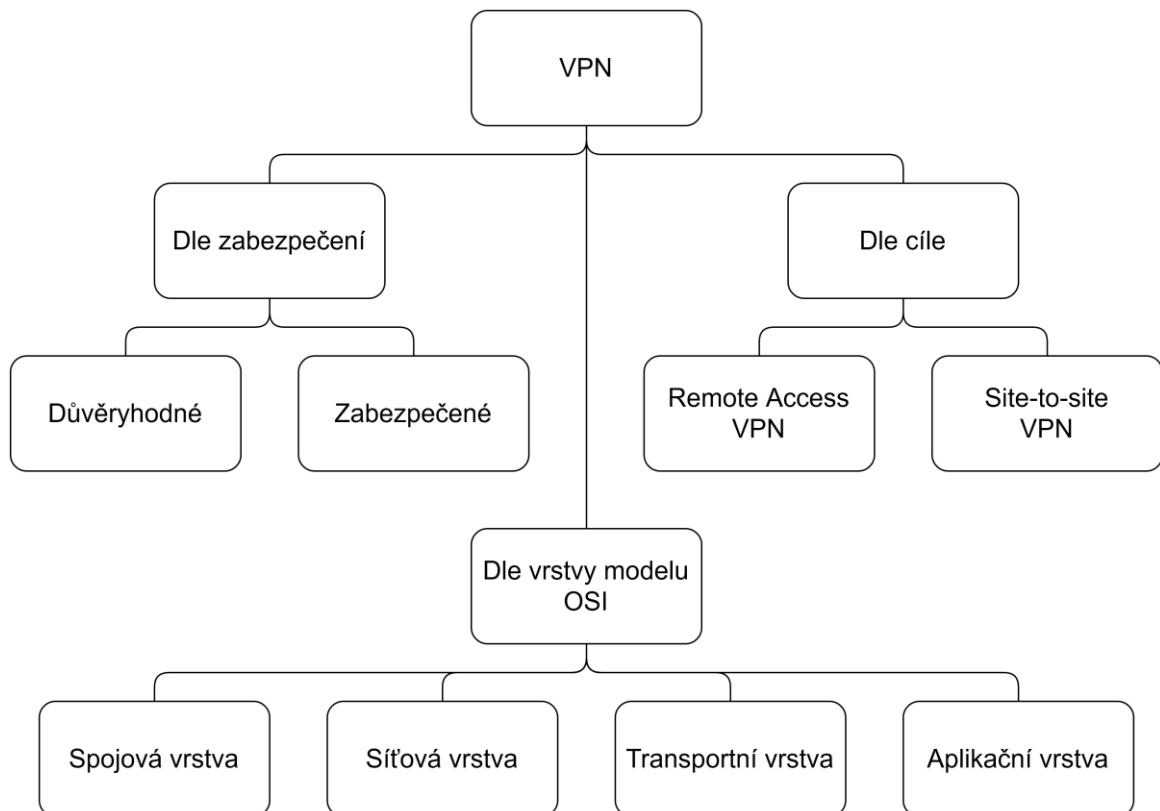 VPN
Dle zabezpečení
Dle cíle
Důvěryhodné
Zabezpečené
Remote Access
VPN
Site-to-site
VPN
Dle vrstvy modelu
OSI
Spojová vrstva
Síťová vrstva
Transportní vrstva
Aplikační vrstva